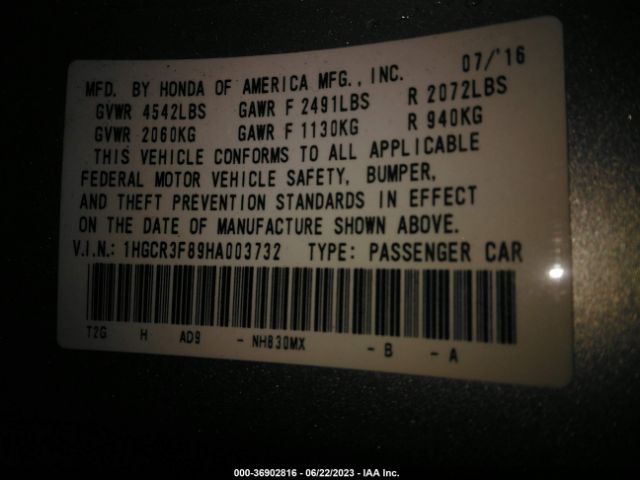 MFD. BY HONDA OF AMERICA MFG., INC. 07/'16
GVWR 4542LBS GAWR F 2491LBS R 2072LBS
GVWR 2060KG GAWR F 1130KG R 940KG
THIS VEHICLE CONFORMS TO ALL APPLICABLE
FEDERAL MOTOR VEHICLE SAFETY, BUMPER,
AND THEFT PREVENTION STANDARDS IN EFFECT
ON THE DATE OF MANUFACTURE SHOWN ABOVE.
V.I.N.: 1HGCR3F89HA003732 TYPE: PASSENGER CAR
T2G H AD9 - NH830MX - B - A
000-36902816 - 06/22/2023 - IAA Inc.